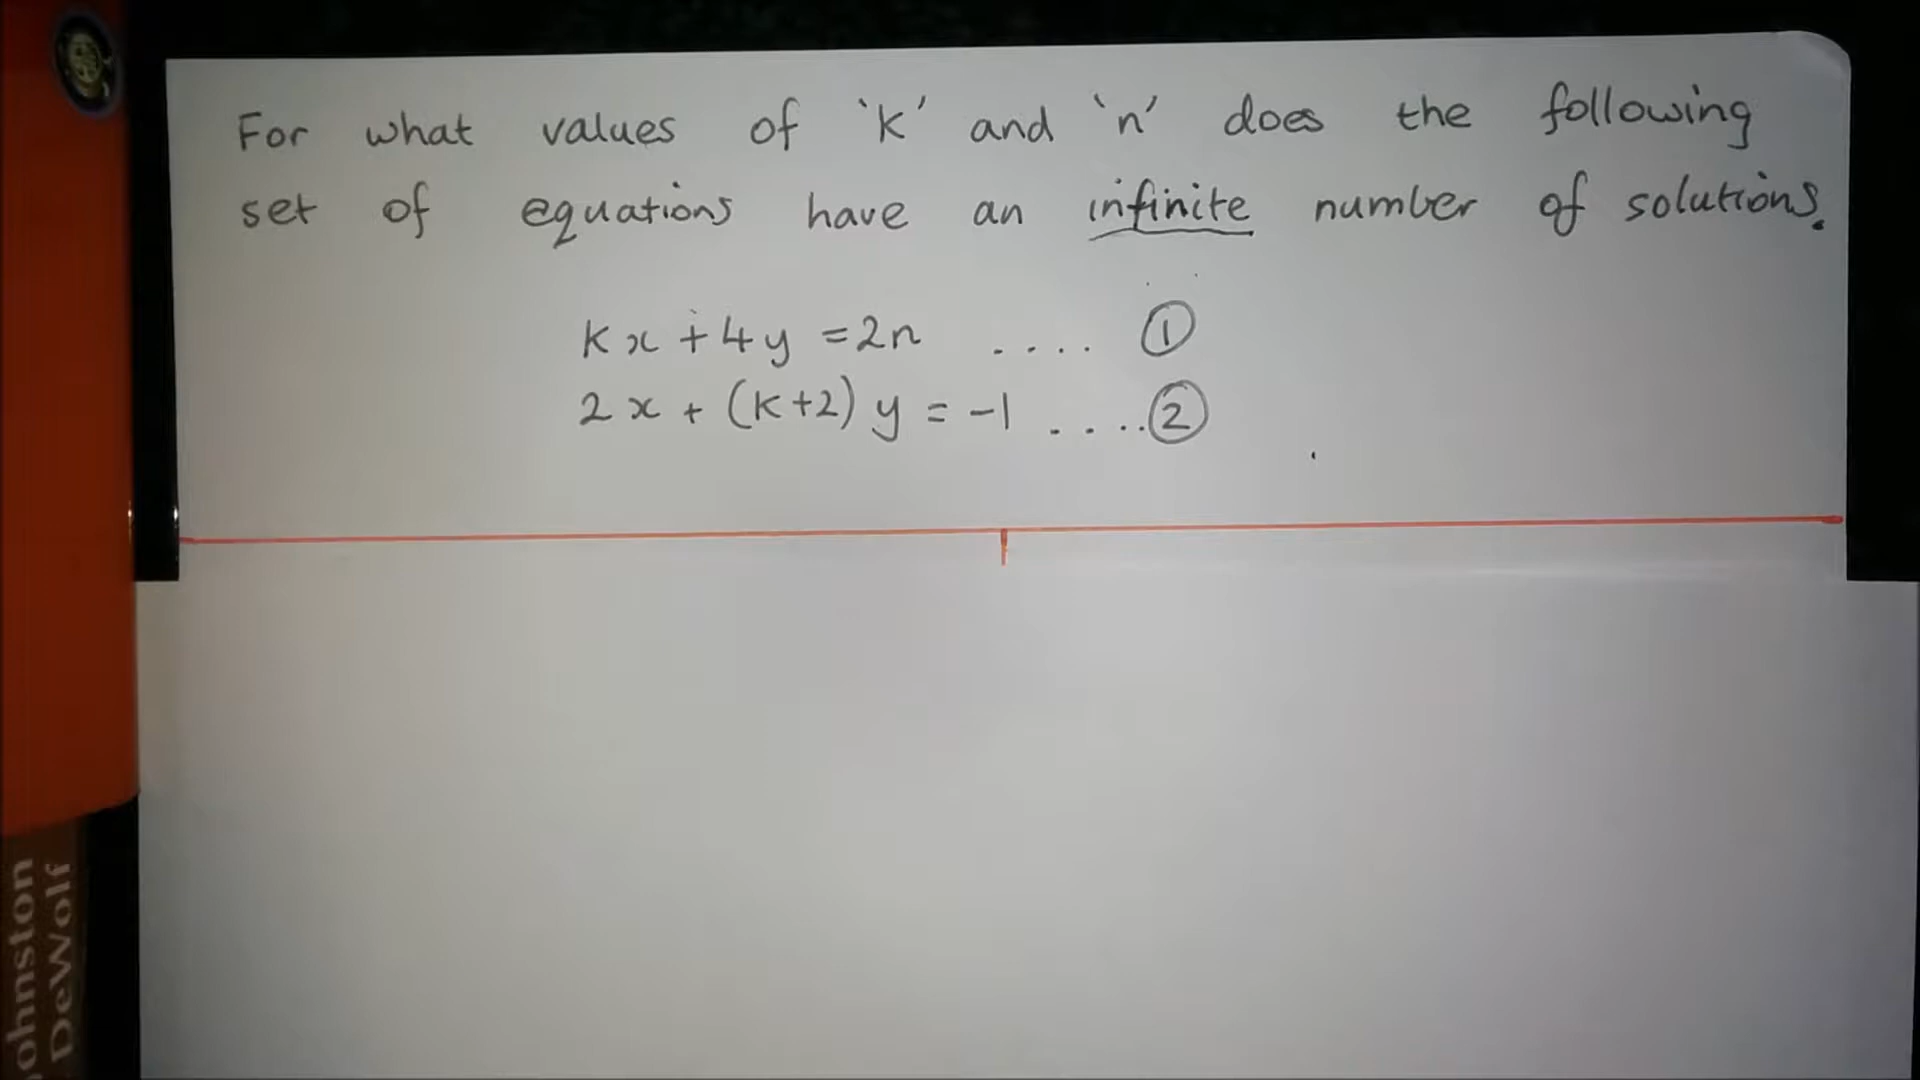 For what values of 'k' and 'n' does the following
set of equations have an infinite number of solutions.
kx + 4y = 2n .... ①
2x + (k+2) y = -1 .... ②
ohnston
DeWolf